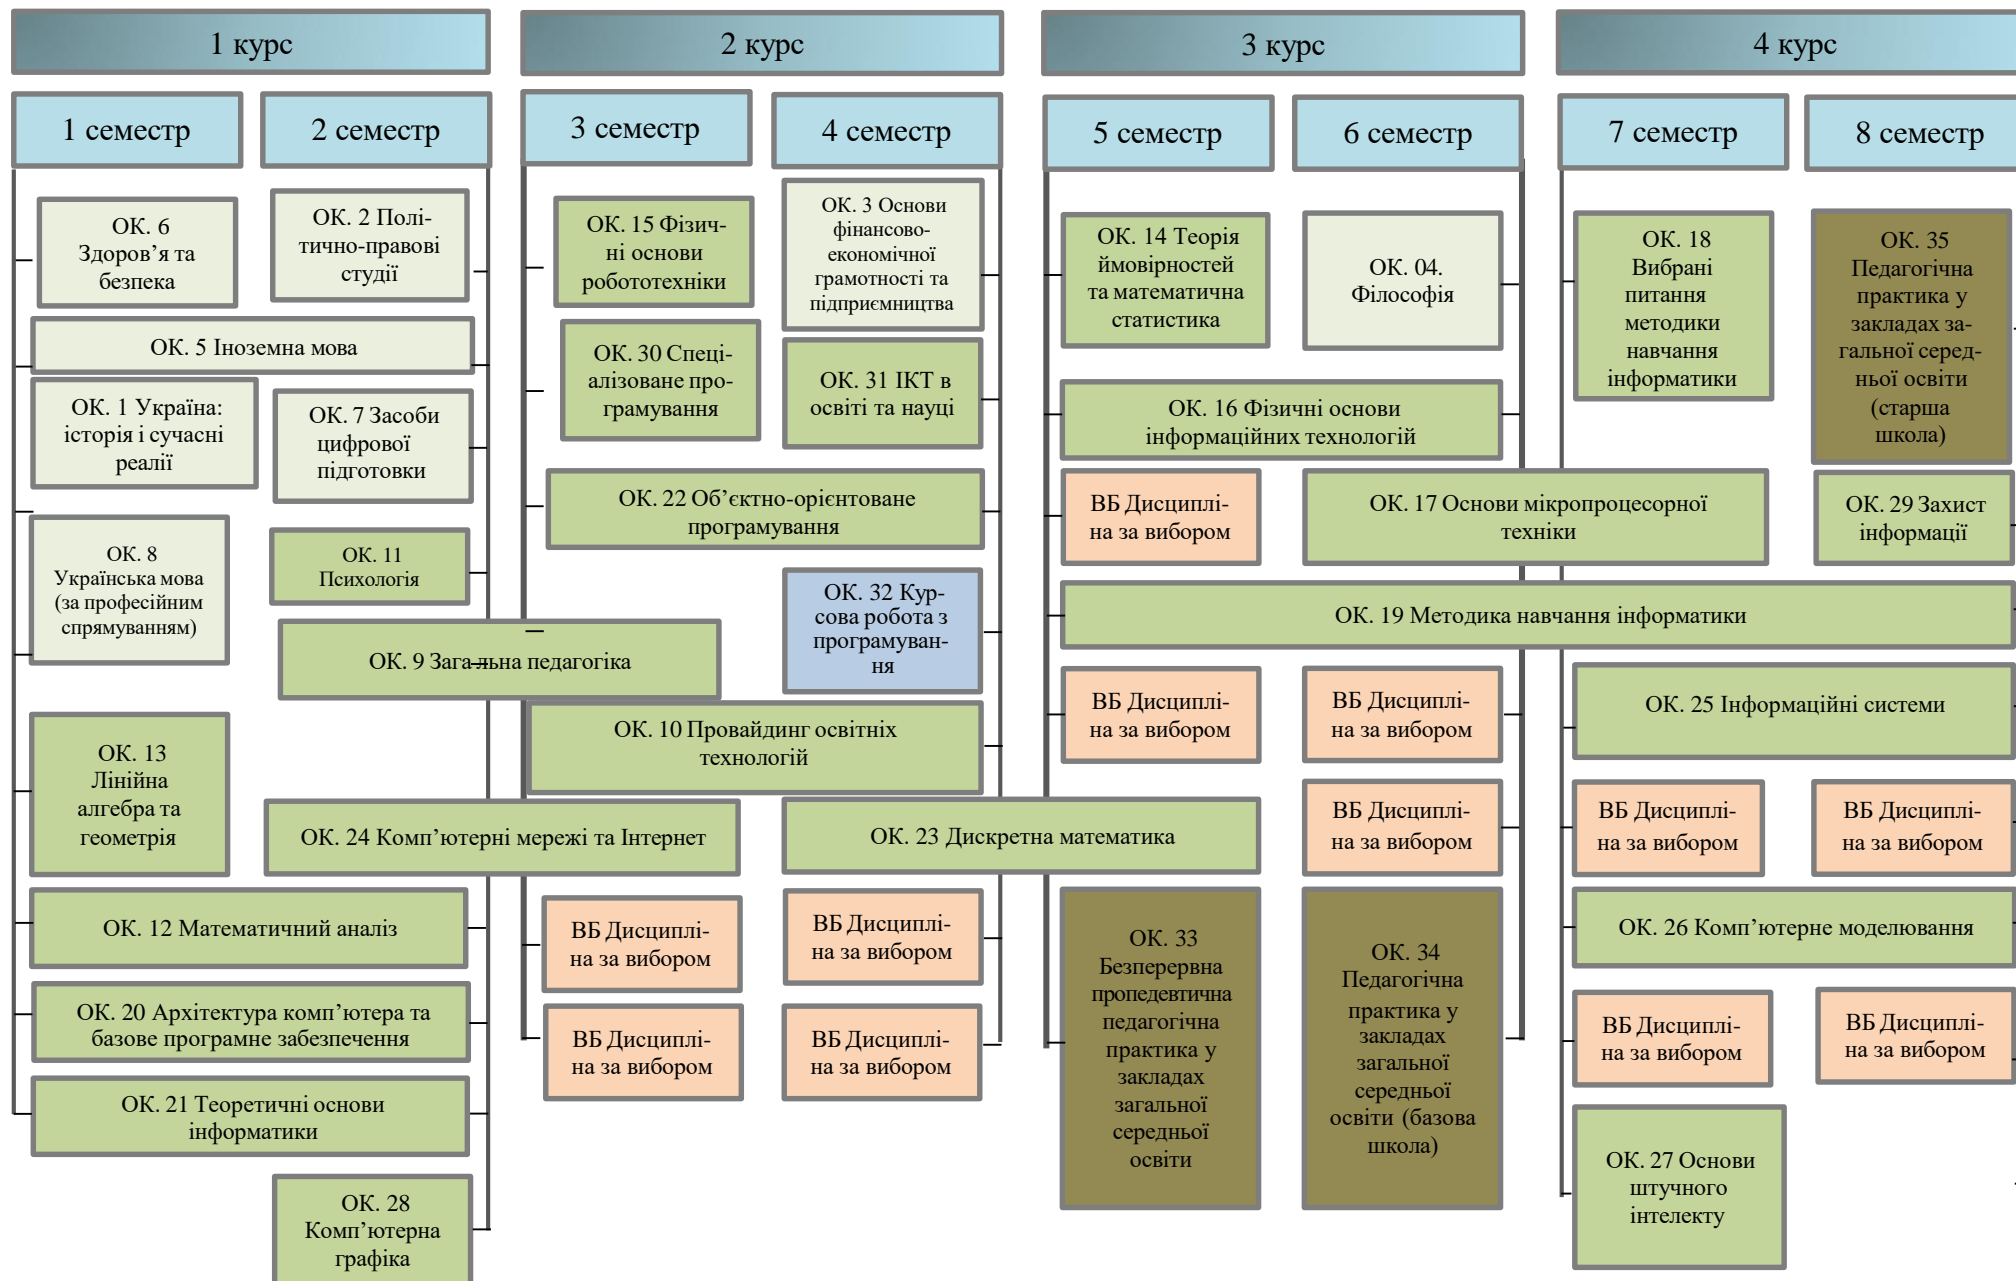 1 курс
2 курс
3 курс
4 курс
1 семестр
2 семестр
3 семестр
4 семестр
5 семестр
6 семестр
7 семестр
8 семестр
ОК. 6
Здоров’я та
безпека
ОК. 2 Полі-
тично-правові
студії
ОК. 5 Іноземна мова
ОК. 1 Україна:
історія і сучасні
реалії
ОК. 7 Засоби
цифрової
підготовки
ОК. 8
Українська мова
(за професійним
спрямуванням)
ОК. 11
Психологія
ОК. 9 Загальна педагогіка
ОК. 13
Лінійна
алгебра та
геометрія
ОК. 24 Комп’ютерні мережі та Інтернет
ОК. 12 Математичний аналіз
ОК. 20 Архітектура комп’ютера та
базове програмне забезпечення
ОК. 21 Теоретичні основи
інформатики
ОК. 28
Комп’ютерна
графіка
ОК. 15 Фізич-
ні основи
робототехніки
ОК. 3 Основи
фінансово-
економічної
грамотності та
підприємництва
ОК. 30 Спеці-
алізоване про-
грамування
ОК. 31 ІКТ в
освіті та науці
ОК. 22 Об’єктно-орієнтоване
програмування
ОК. 32 Кур-
сова робота з
програмуван-
ня
ОК. 10 Провайдинг освітніх
технологій
ОК. 23 Дискретна математика
ВБ Дисциплі-
на за вибором
ВБ Дисциплі-
на за вибором
ВБ Дисциплі-
на за вибором
ВБ Дисциплі-
на за вибором
ОК. 14 Теорія
ймовірностей
та математична
статистика
ОК. 04.
Філософія
ОК. 16 Фізичні основи
інформаційних технологій
ВБ Дисциплі-
на за вибором
ОК. 17 Основи мікропроцесорної
техніки
ОК. 19 Методика навчання інформатики
ВБ Дисциплі-
на за вибором
ВБ Дисциплі-
на за вибором
ВБ Дисциплі-
на за вибором
ОК. 33
Безперервна
пропедевтична
педагогічна
практика у
закладах
загальної
середньої
освіти
ОК. 34
Педагогічна
практика у
закладах
загальної
середньої
освіти (базова
школа)
ОК. 18
Вибрані
питання
методики
навчання
інформатики
ОК. 35
Педагогічна
практика у
закладах за-
гальної серед-
ньої освіти
(старша
школа)
ОК. 29 Захист
інформації
ОК. 25 Інформаційні системи
ВБ Дисциплі-
на за вибором
ВБ Дисциплі-
на за вибором
ОК. 26 Комп’ютерне моделювання
ВБ Дисциплі-
на за вибором
ВБ Дисциплі-
на за вибором
ОК. 27 Основи
штучного
інтелекту